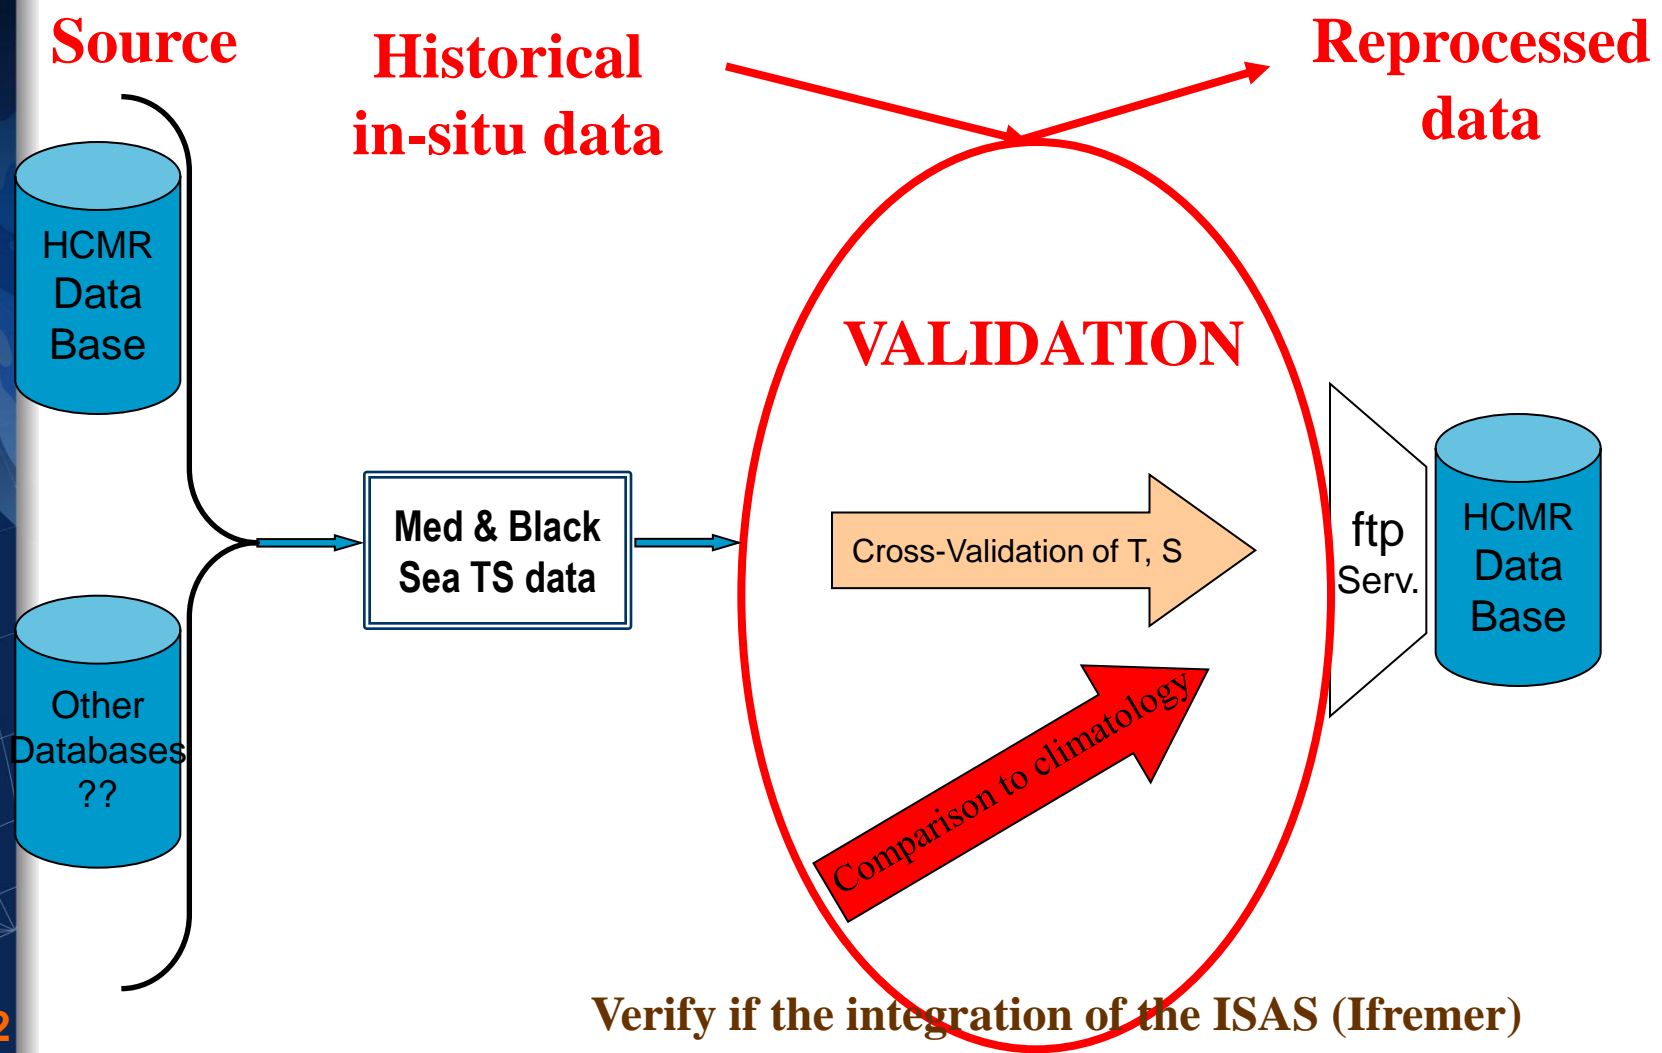 Source
Historical
in-situ data
Reprocessed
data
HCMR
Data
Base
Other
Databases
??
Med & Black
Sea TS data
VALIDATION
Cross-Validation of T, S
Comparison to climatology
ftp
Serv.
HCMR
Data
Base
Verify if the integration of the ISAS (Ifremer)
2